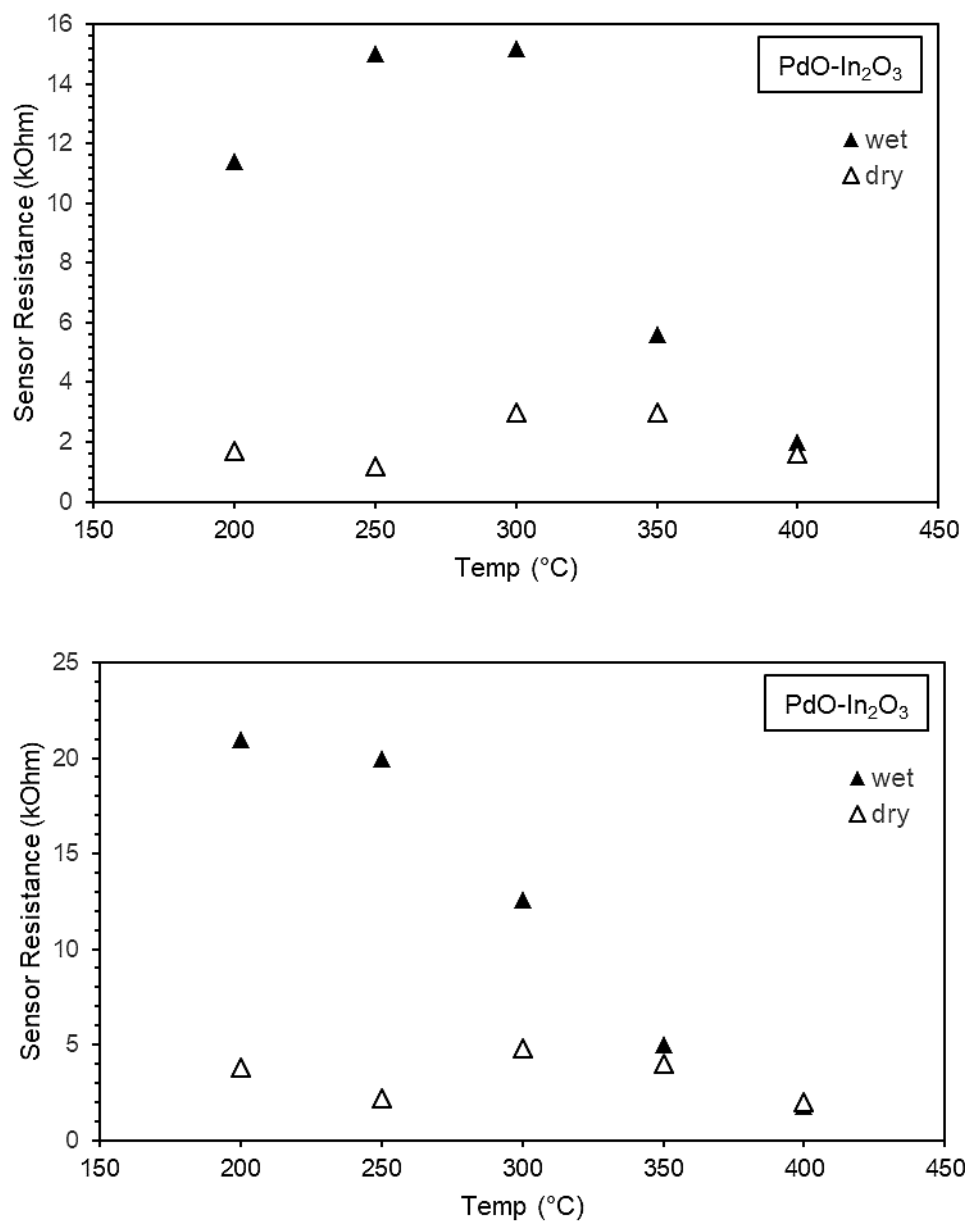 16
14
12
10
8
6
4
2
0
Sensor Resistance (kOhm)
PdO-In₂O₃
wet
dry
150 200 250 300 350 400 450
Temp (°C)
25
20
15
10
5
0
Sensor Resistance (kOhm)
PdO-In₂O₃
wet
dry
150 200 250 300 350 400 450
Temp (°C)